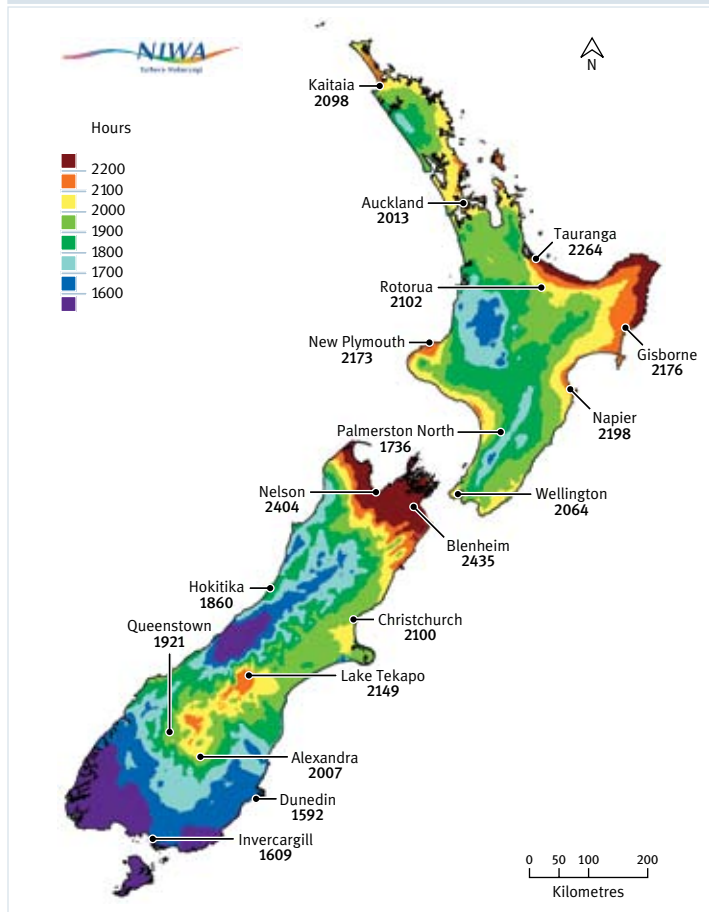 NIWA
Taihoro Nukurangi
N
Hours
2200
2100
2000
1900
1800
1700
1600
Kaitaia
2098
Auckland
2013
Tauranga
2264
Rotorua
2102
New Plymouth
2173
Gisborne
2176
Napier
2198
Palmerston North
1736
Nelson
2404
Wellington
2064
Blenheim
2435
Hokitika
1860
Christchurch
2100
Queenstown
1921
Lake Tekapo
2149
Alexandra
2007
Dunedin
1592
Invercargill
1609
0 50 100 200
Kilometres